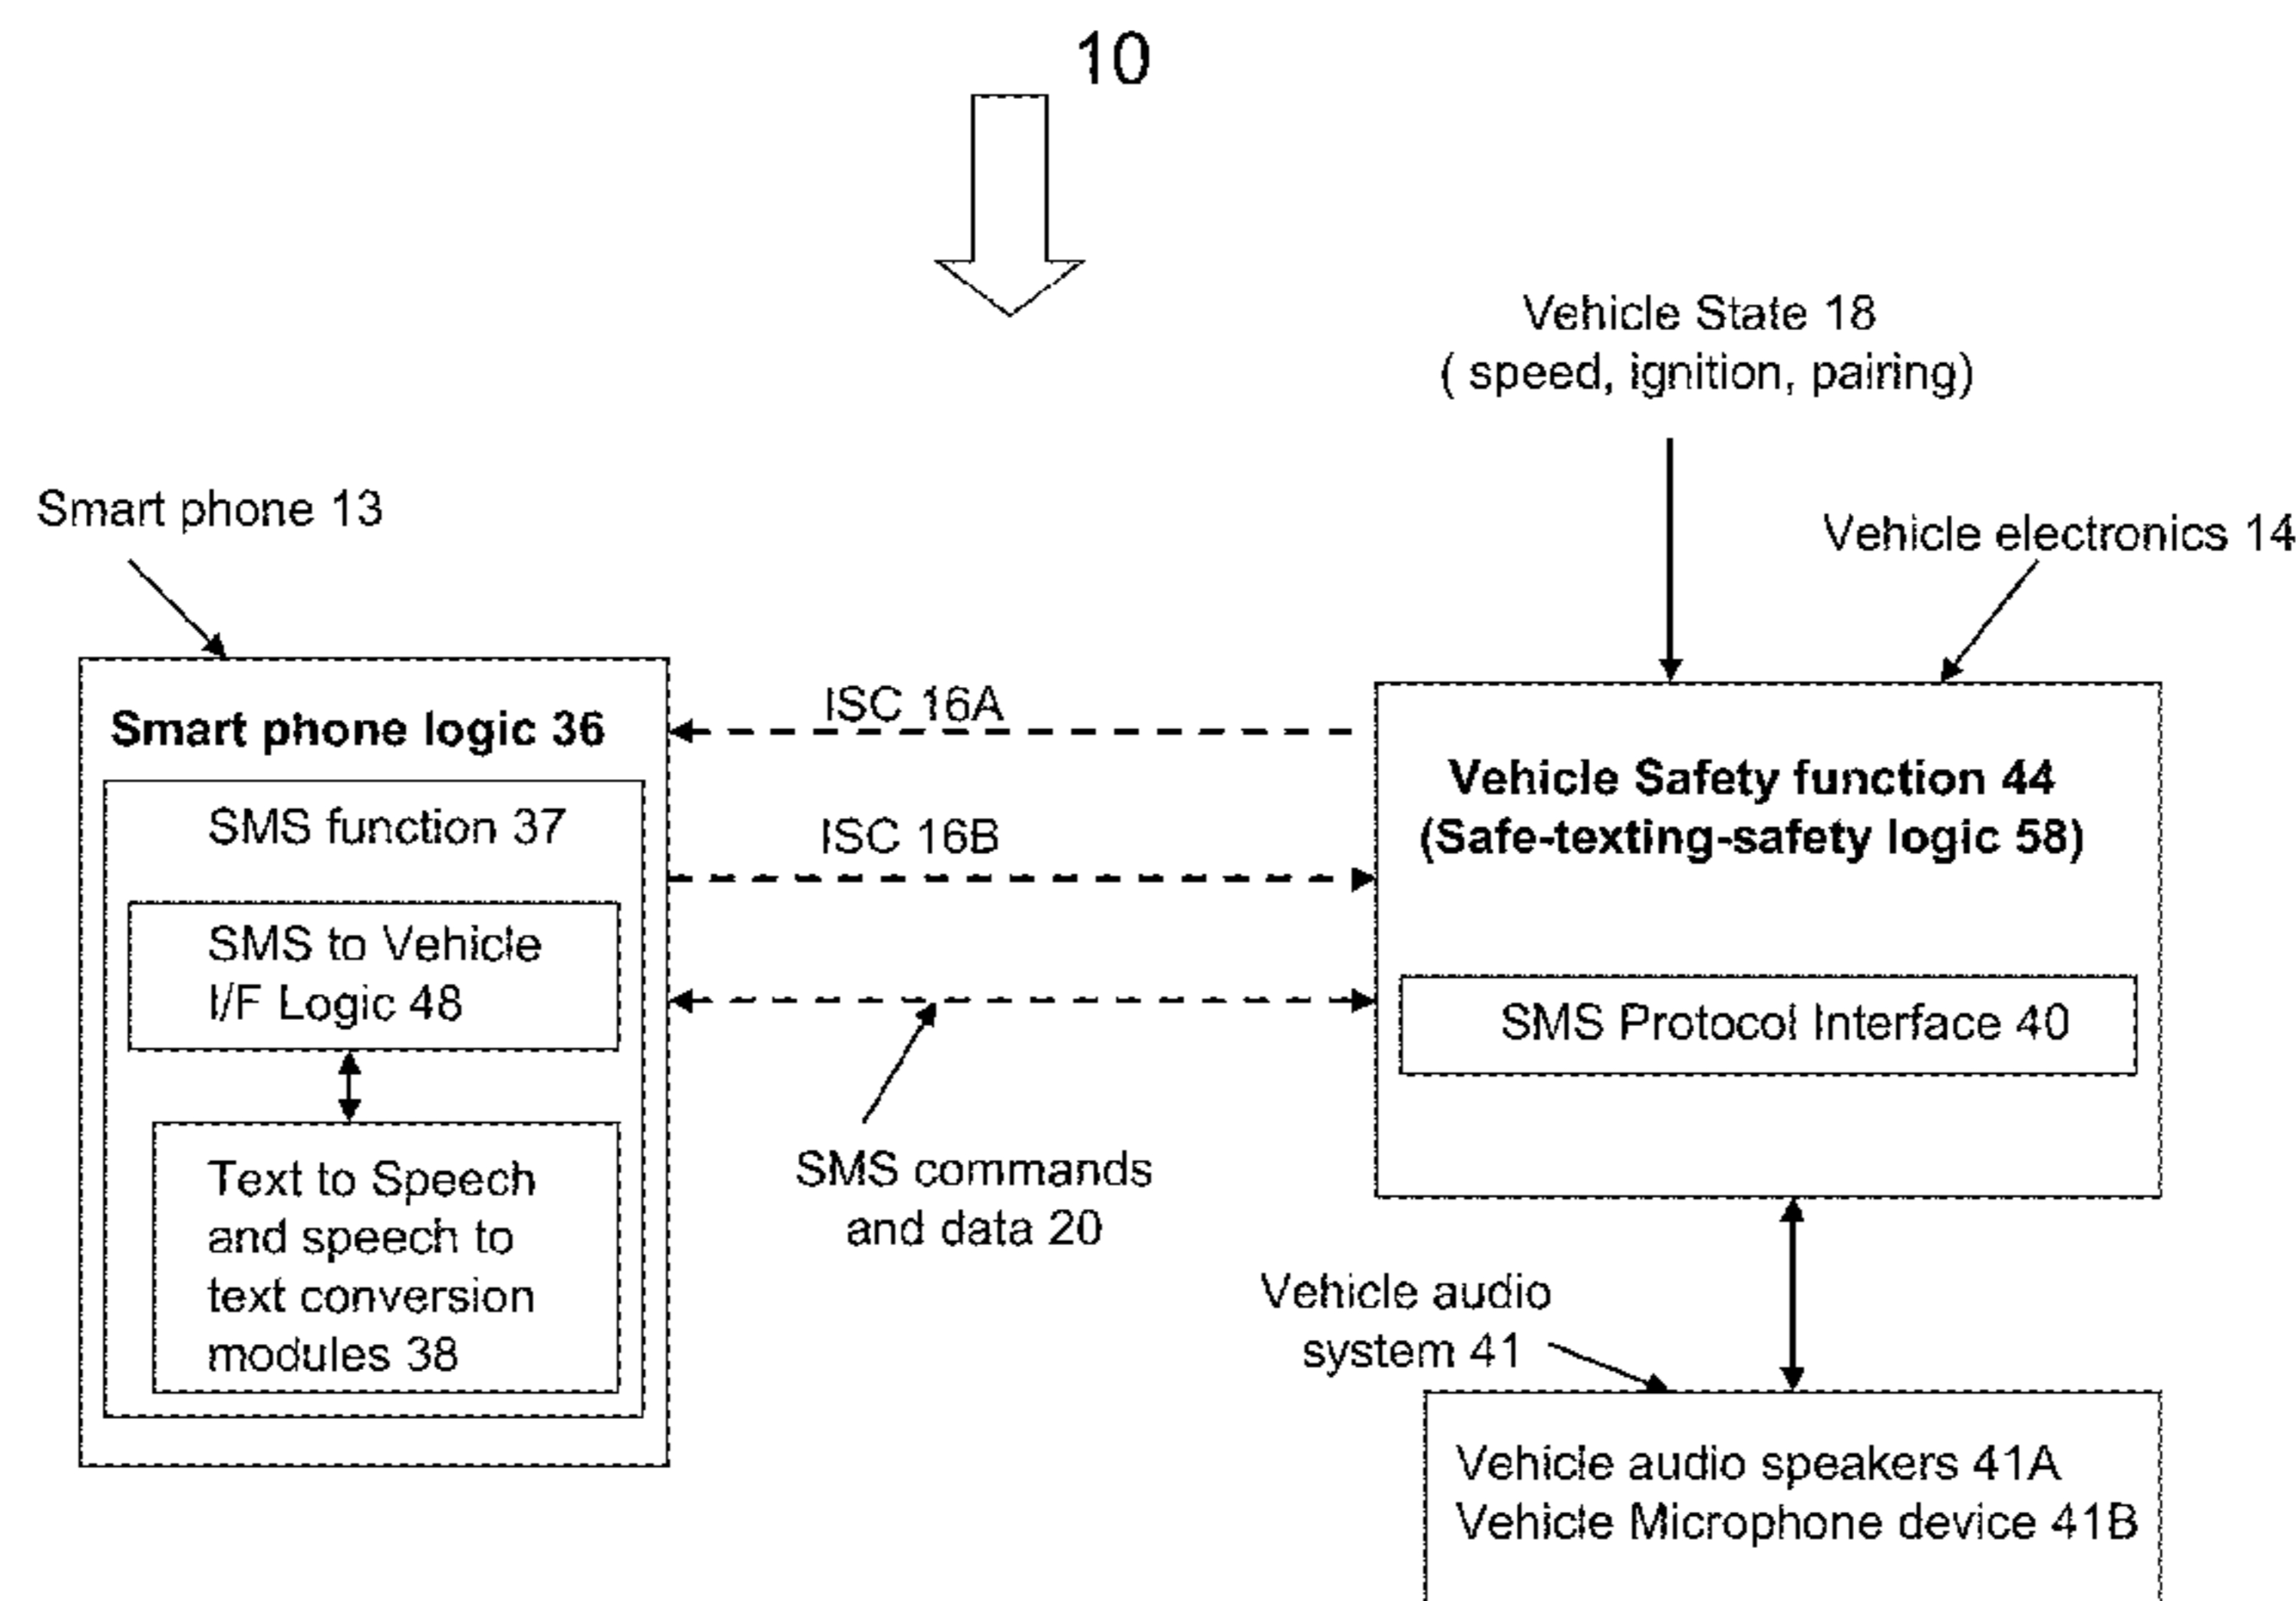 10
Vehicle State 18
( speed, ignition, pairing)
Smart phone 13
Vehicle electronics 14
Smart phone logic 36
SMS function 37
SMS to Vehicle
I/F Logic 48
Text to Speech
and speech to
text conversion
modules 38
ISC 16A
ISC 16B
SMS commands
and data 20
Vehicle Safety function 44
(Safe-texting-safety logic 58)
SMS Protocol Interface 40
Vehicle audio
system 41
Vehicle audio speakers 41A
Vehicle Microphone device 41B